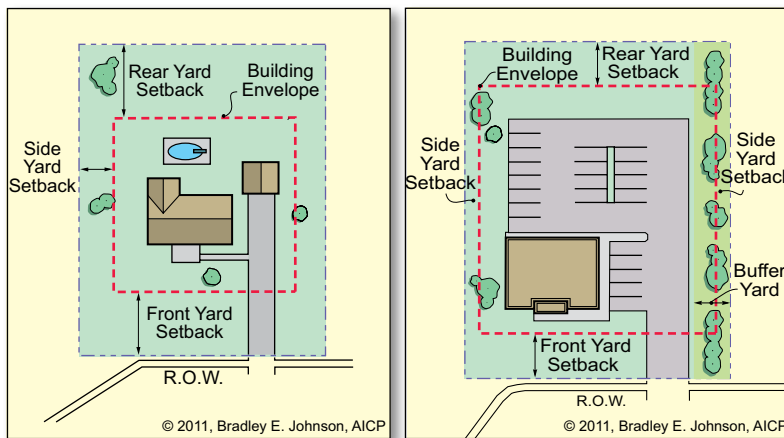 Rear Yard
Setback
Building
Envelope
Side
Yard
Setback
Front Yard
Setback
R.O.W.
© 2011, Bradley E. Johnson, AICP
Building
Envelope
Rear Yard
Setback
Side
Yard
Setback
Side
Yard
Setback
Buffer
Yard
Front Yard
Setback
R.O.W.
© 2011, Bradley E. Johnson, AICP